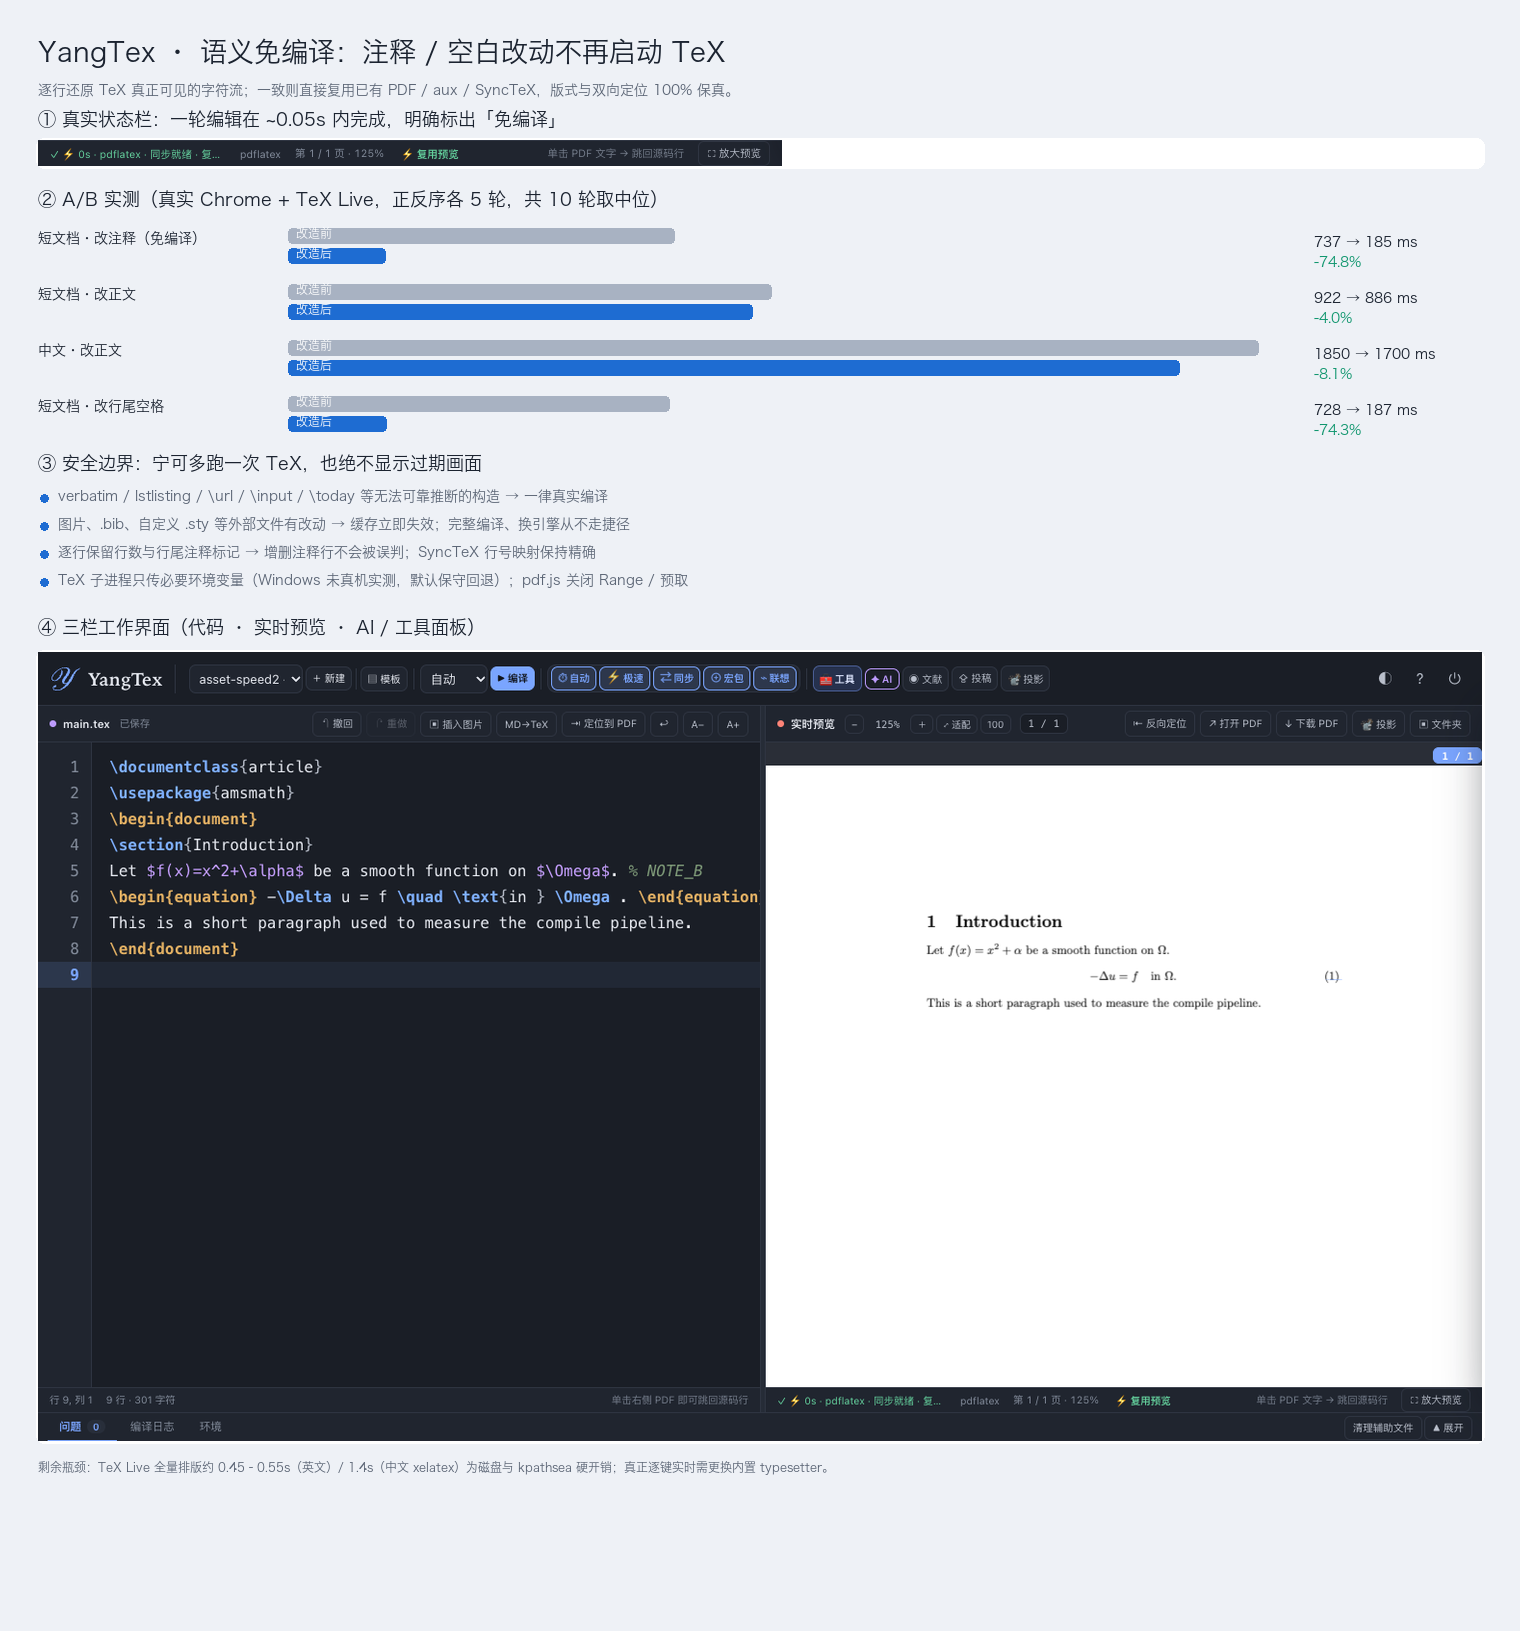 YangTex · 语义免编译：注释 / 空白改动不再启动 TeX
逐行还原 TeX 真正可见的字符流；一致则直接复用已有 PDF / aux / SyncTeX，版式与双向定位 100% 保真。
① 真实状态栏：一轮编辑在 ~0.05s 内完成，明确标出「免编译」
✓ ⚡ 0s · pdflatex · 同步就绪 · 复... pdflatex 第 1 / 1 页 · 125% ⚡ 复用预览 单击 PDF 文字 → 跳回源码行 ⛶ 放大预览
② A/B 实测（真实 Chrome + TeX Live，正反序各 5 轮，共 10 轮取中位）
短文档 · 改注释（免编译） 改造前 737 → 185 ms
改造后 -74.8%
短文档 · 改正文 改造前 922 → 886 ms
改造后 -4.0%
中文 · 改正文 改造前 1850 → 1700 ms
改造后 -8.1%
短文档 · 改行尾空格 改造前 728 → 187 ms
改造后 -74.3%
③ 安全边界：宁可多跑一次 TeX，也绝不显示过期画面
verbatim / lstlisting / \url / \input / \today 等无法可靠推断的构造 → 一律真实编译
图片、.bib、自定义 .sty 等外部文件有改动 → 缓存立即失效；完整编译、换引擎从不走捷径
逐行保留行数与行尾注释标记 → 增删注释行不会被误判；SyncTeX 行号映射保持精确
TeX 子进程只传必要环境变量（Windows 未真机实测，默认保守回退）；pdf.js 关闭 Range / 预取
④ 三栏工作界面（代码 · 实时预览 · AI / 工具面板）
Y YangTex asset-speed2 · + 新建 ▤ 模板 自动 ▶ 编译 ⏱ 自动 ⚡ 极速 ⇄ 同步 ⊕ 宏包 ⌁ 联想 🧰 工具 ✦ AI ◉ 文献 投稿 📽 投影 ◐ ? ⏻
main.tex 已保存 ↰ 撤回 ↱ 重做 ▣ 插入图片 MD→TeX ⇥ 定位到 PDF ↩ A− A+
实时预览 − 125% + ⤢ 适配 100 1 / 1 ⇤ 反向定位 ↗ 打开 PDF ↓ 下载 PDF 📽 投影 ▣ 文件夹
1 / 1
1 \documentclass{article}
2 \usepackage{amsmath}
3 \begin{document}
4 \section{Introduction}
5 Let $f(x)=x^2+\alpha$ be a smooth function on $\Omega$. % NOTE_B
6 \begin{equation} −\Delta u = f \quad \text{in } \Omega . \end{equation}
7 This is a short paragraph used to measure the compile pipeline.
8 \end{document}
9
1 Introduction
Let f(x) = x² + α be a smooth function on Ω.
−Δu = f in Ω. (1)
This is a short paragraph used to measure the compile pipeline.
行 9, 列 1 9 行 · 301 字符 单击右侧 PDF 即可跳回源码行
✓ ⚡ 0s · pdflatex · 同步就绪 · 复... pdflatex 第 1 / 1 页 · 125% ⚡ 复用预览 单击 PDF 文字 → 跳回源码行 ⛶ 放大预览
问题 0 编译日志 环境 清理辅助文件 ▲ 展开
剩余瓶颈：TeX Live 全量排版约 0.45 - 0.55s（英文）/ 1.4s（中文 xelatex）为磁盘与 kpathsea 硬开销；真正逐键实时需更换内置 typesetter。